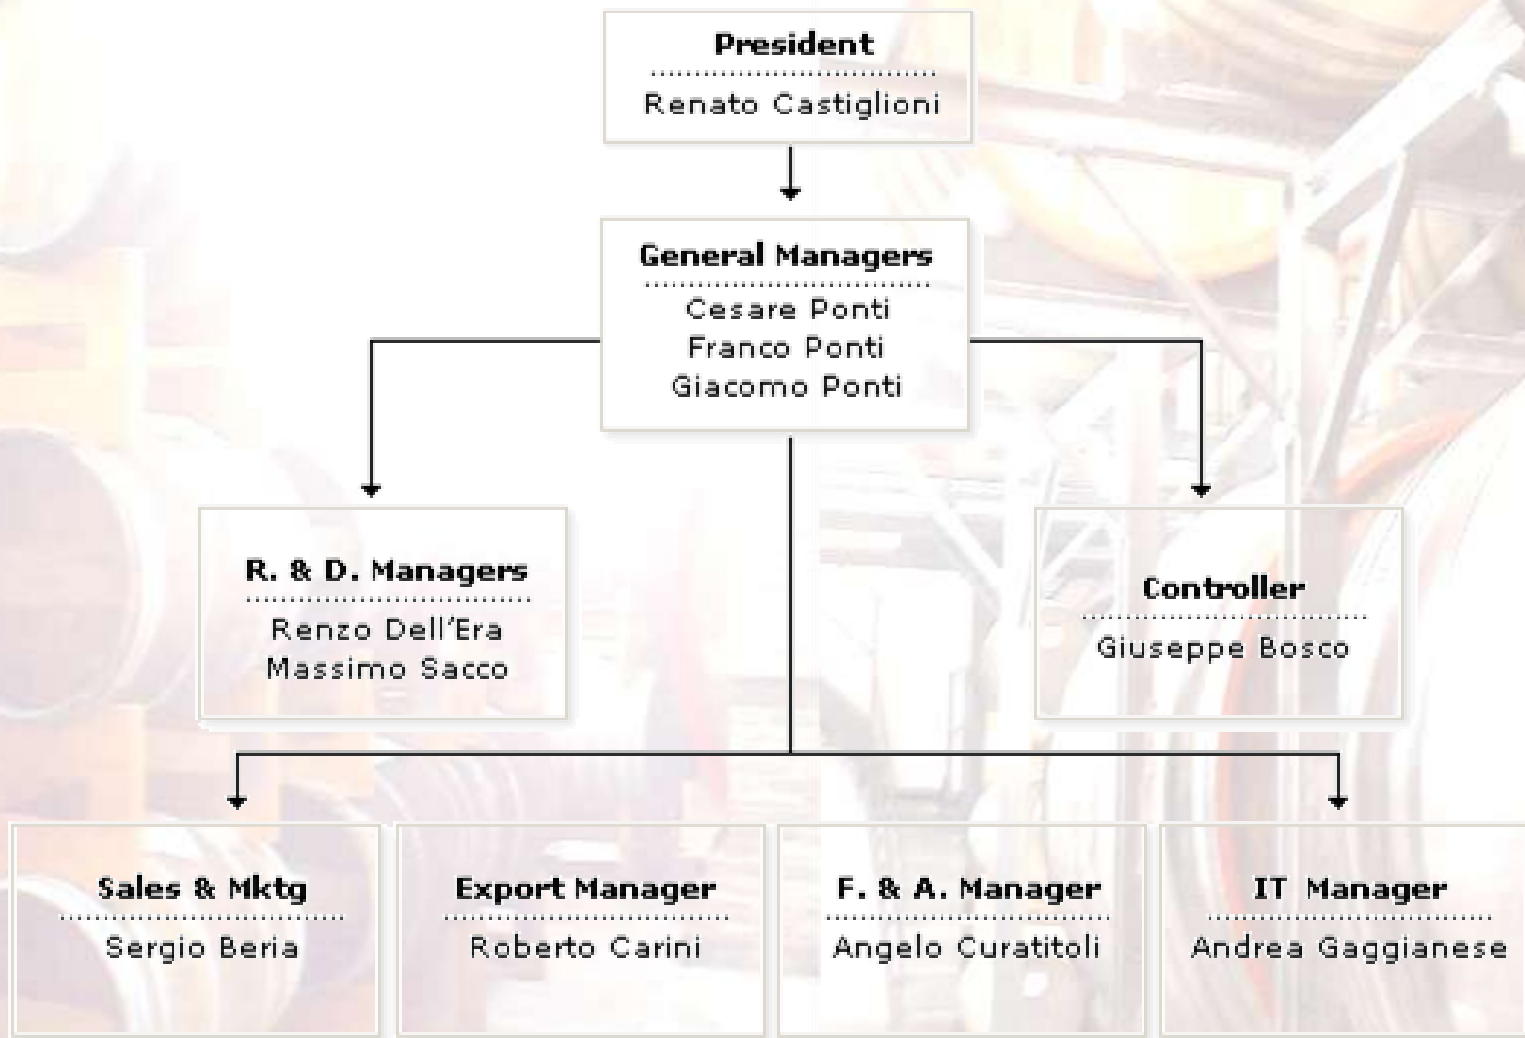 President
Renato Castiglioni
General Managers
Cesare Ponti
Franco Ponti
Giacomo Ponti
R. & D. Managers
Renzo Dell'Era
Massimo Sacco
Controller
Giuseppe Bosco
Sales & Mktg
Sergio Beria
Export Manager
Roberto Carini
F. & A. Manager
Angelo Curatitoli
IT Manager
Andrea Gaggianese